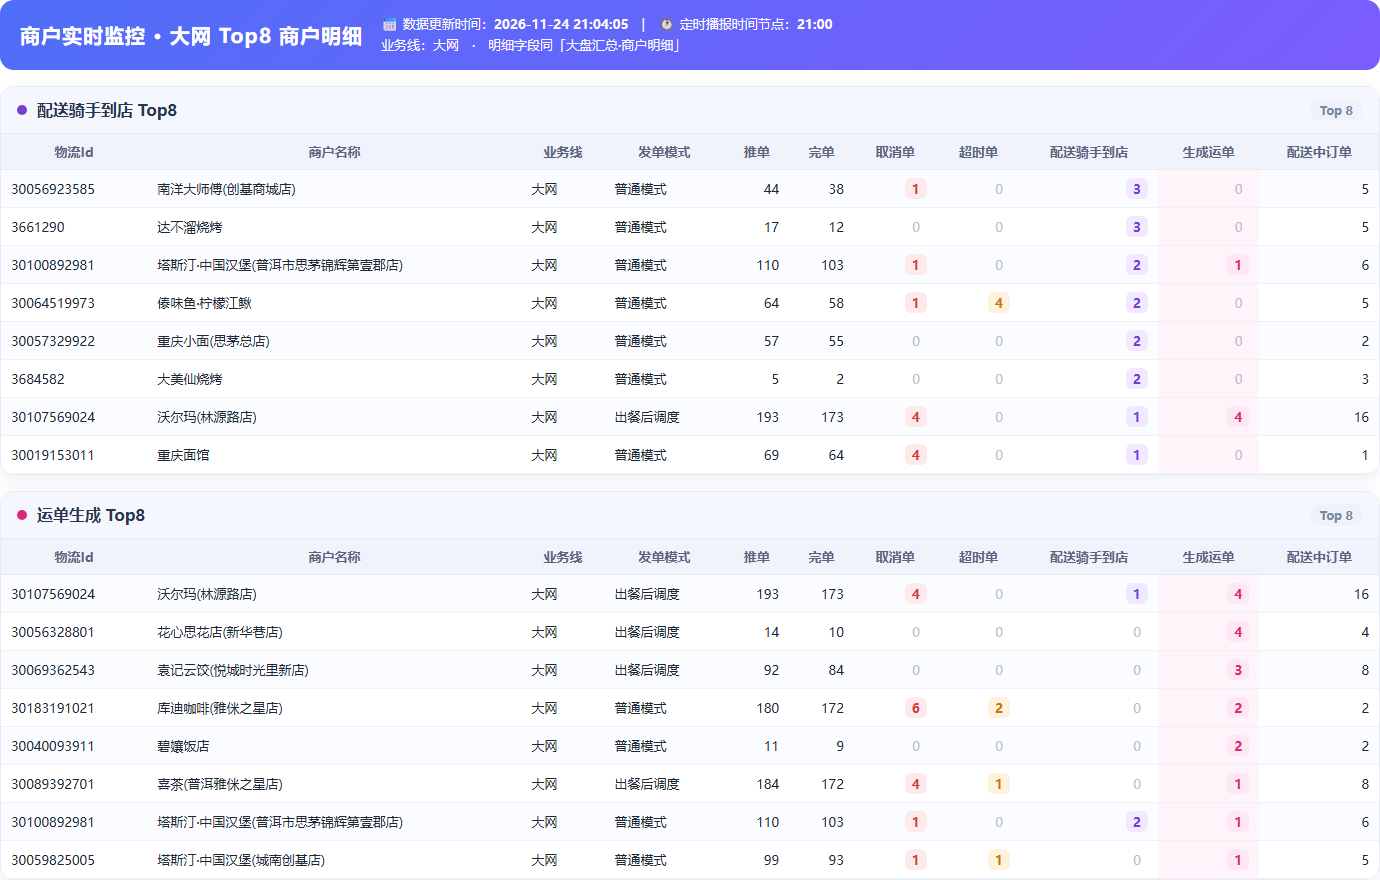 商户实时监控 • 大网 Top8 商户明细
数据更新时间：2026-11-24 21:04:05 | 定时播报时间节点：21:00
业务线：大网 · 明细字段同「大盘汇总·商户明细」
配送骑手到店 Top8 Top 8
物流Id 商户名称 业务线 发单模式 推单 完单 取消单 超时单 配送骑手到店 生成运单 配送中订单
30056923585 南洋大师傅(创基商城店) 大网 普通模式 44 38 1 0 3 0 5
3661290 达不溜烧烤 大网 普通模式 17 12 0 0 3 0 5
30100892981 塔斯汀·中国汉堡(普洱市思茅锦辉第壹郡店) 大网 普通模式 110 103 1 0 2 1 6
30064519973 傣味鱼·柠檬江鳅 大网 普通模式 64 58 1 4 2 0 5
30057329922 重庆小面(思茅总店) 大网 普通模式 57 55 0 0 2 0 2
3684582 大美仙烧烤 大网 普通模式 5 2 0 0 2 0 3
30107569024 沃尔玛(林源路店) 大网 出餐后调度 193 173 4 0 1 4 16
30019153011 重庆面馆 大网 普通模式 69 64 4 0 1 0 1
运单生成 Top8 Top 8
物流Id 商户名称 业务线 发单模式 推单 完单 取消单 超时单 配送骑手到店 生成运单 配送中订单
30107569024 沃尔玛(林源路店) 大网 出餐后调度 193 173 4 0 1 4 16
30056328801 花心思花店(新华巷店) 大网 出餐后调度 14 10 0 0 0 4 4
30069362543 袁记云饺(悦城时光里新店) 大网 出餐后调度 92 84 0 0 0 3 8
30183191021 库迪咖啡(雅㑇之星店) 大网 普通模式 180 172 6 2 0 2 2
30040093911 碧孃饭店 大网 普通模式 11 9 0 0 0 2 2
30089392701 喜茶(普洱雅㑇之星店) 大网 出餐后调度 184 172 4 1 0 1 8
30100892981 塔斯汀·中国汉堡(普洱市思茅锦辉第壹郡店) 大网 普通模式 110 103 1 0 2 1 6
30059825005 塔斯汀·中国汉堡(城南创基店) 大网 普通模式 99 93 1 1 0 1 5